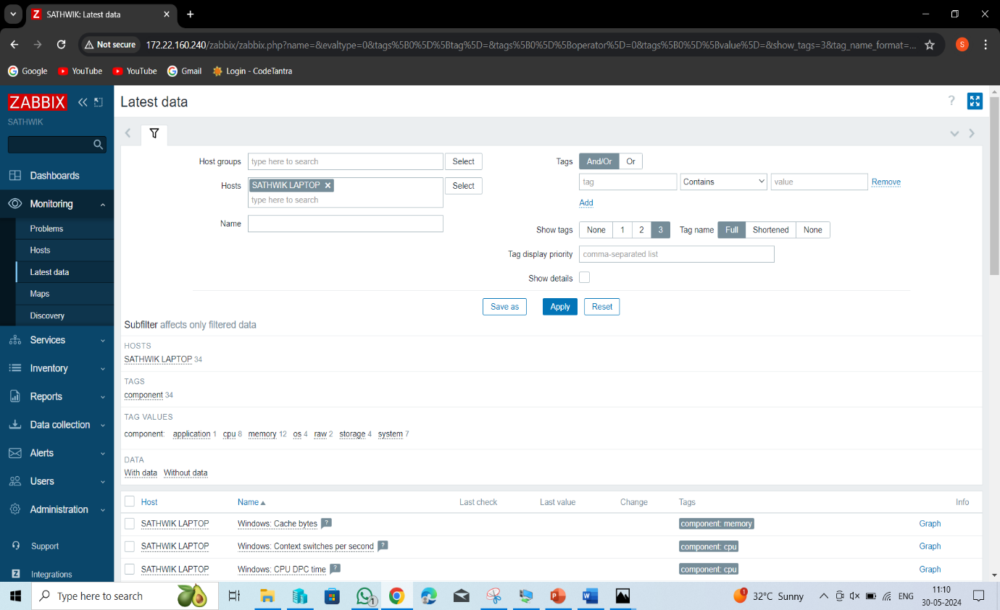 Z SATHWIK: Latest data
Not secure 172.22.160.240/zabbix/zabbix.php?name=&evaltype=0&tags%5B0%5D%5Btag%5D=&tags%5B0%5D%5Boperator%5D=0&tags%5B0%5D%5Bvalue%5D=&show_tags=3&tag_name_format=... S
Google YouTube YouTube Gmail Login - CodeTantra
ZABBIX
SATHWIK
Dashboards
Monitoring
Problems
Hosts
Latest data
Maps
Discovery
Services
Inventory
Reports
Data collection
Alerts
Users
Administration
Support
Z Integrations
Latest data ?
Host groups type here to search Select
Hosts SATHWIK LAPTOP Select
type here to search
Name
Tags And/Or Or
tag Contains value Remove
Add
Show tags None 1 2 3 Tag name Full Shortened None
Tag display priority comma-separated list
Show details
Save as Apply Reset
Subfilter affects only filtered data
HOSTS
SATHWIK LAPTOP 34
TAGS
component 34
TAG VALUES
component: application 1 cpu 8 memory 12 os 4 raw 2 storage 4 system 7
DATA
With data Without data
Host Name Last check Last value Change Tags Info
SATHWIK LAPTOP Windows: Cache bytes ? component: memory Graph
SATHWIK LAPTOP Windows: Context switches per second ? component: cpu Graph
SATHWIK LAPTOP Windows: CPU DPC time ? component: cpu Graph
Type here to search 1 P W 1 32°C Sunny ENG 11:10
30-05-2024